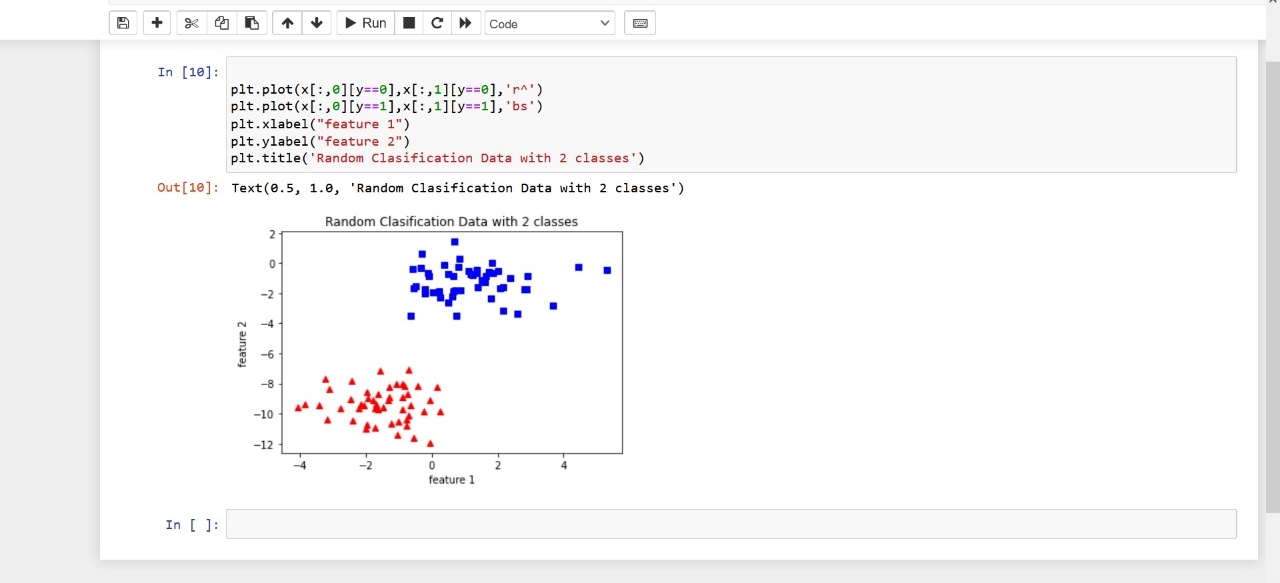 Run
Code
In [10]:
plt.plot(x[:,0][y==0],x[:,1][y==0],'r^')
plt.plot(x[:,0][y==1],x[:,1][y==1],'bs')
plt.xlabel("feature 1")
plt.ylabel("feature 2")
plt.title('Random Clasification Data with 2 classes')
Out[10]: Text(0.5, 1.0, 'Random Clasification Data with 2 classes')
Random Clasification Data with 2 classes
2
0
−2
−4
−6
−8
−10
−12
feature 2
−4 −2 0 2 4
feature 1
In [ ]: